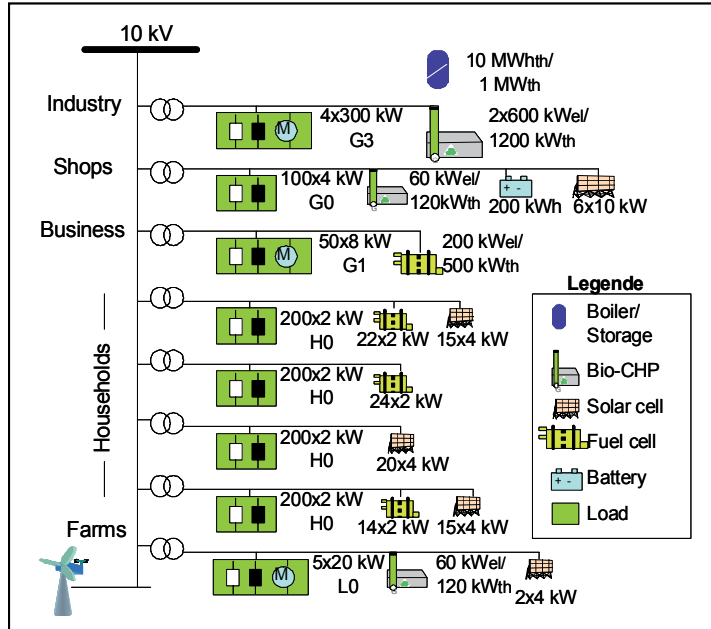 10 kV
10 MWhth/
1 MWth
Industry
4x300 kW
G3
M
2x600 kWel/
1200 kWth
Shops
100x4 kW
G0
60 kWel/
120kWth
+ -
200 kWh
6x10 kW
Business
50x8 kW
G1
M
200 kWel/
500 kWth
Households
200x2 kW
H0
22x2 kW
15x4 kW
200x2 kW
H0
24x2 kW
200x2 kW
H0
20x4 kW
200x2 kW
H0
14x2 kW
15x4 kW
Farms
5x20 kW
L0
M
60 kWel/
120 kWth
2x4 kW
Legende
Boiler/
Storage
Bio-CHP
Solar cell
Fuel cell
+ -
Battery
Load